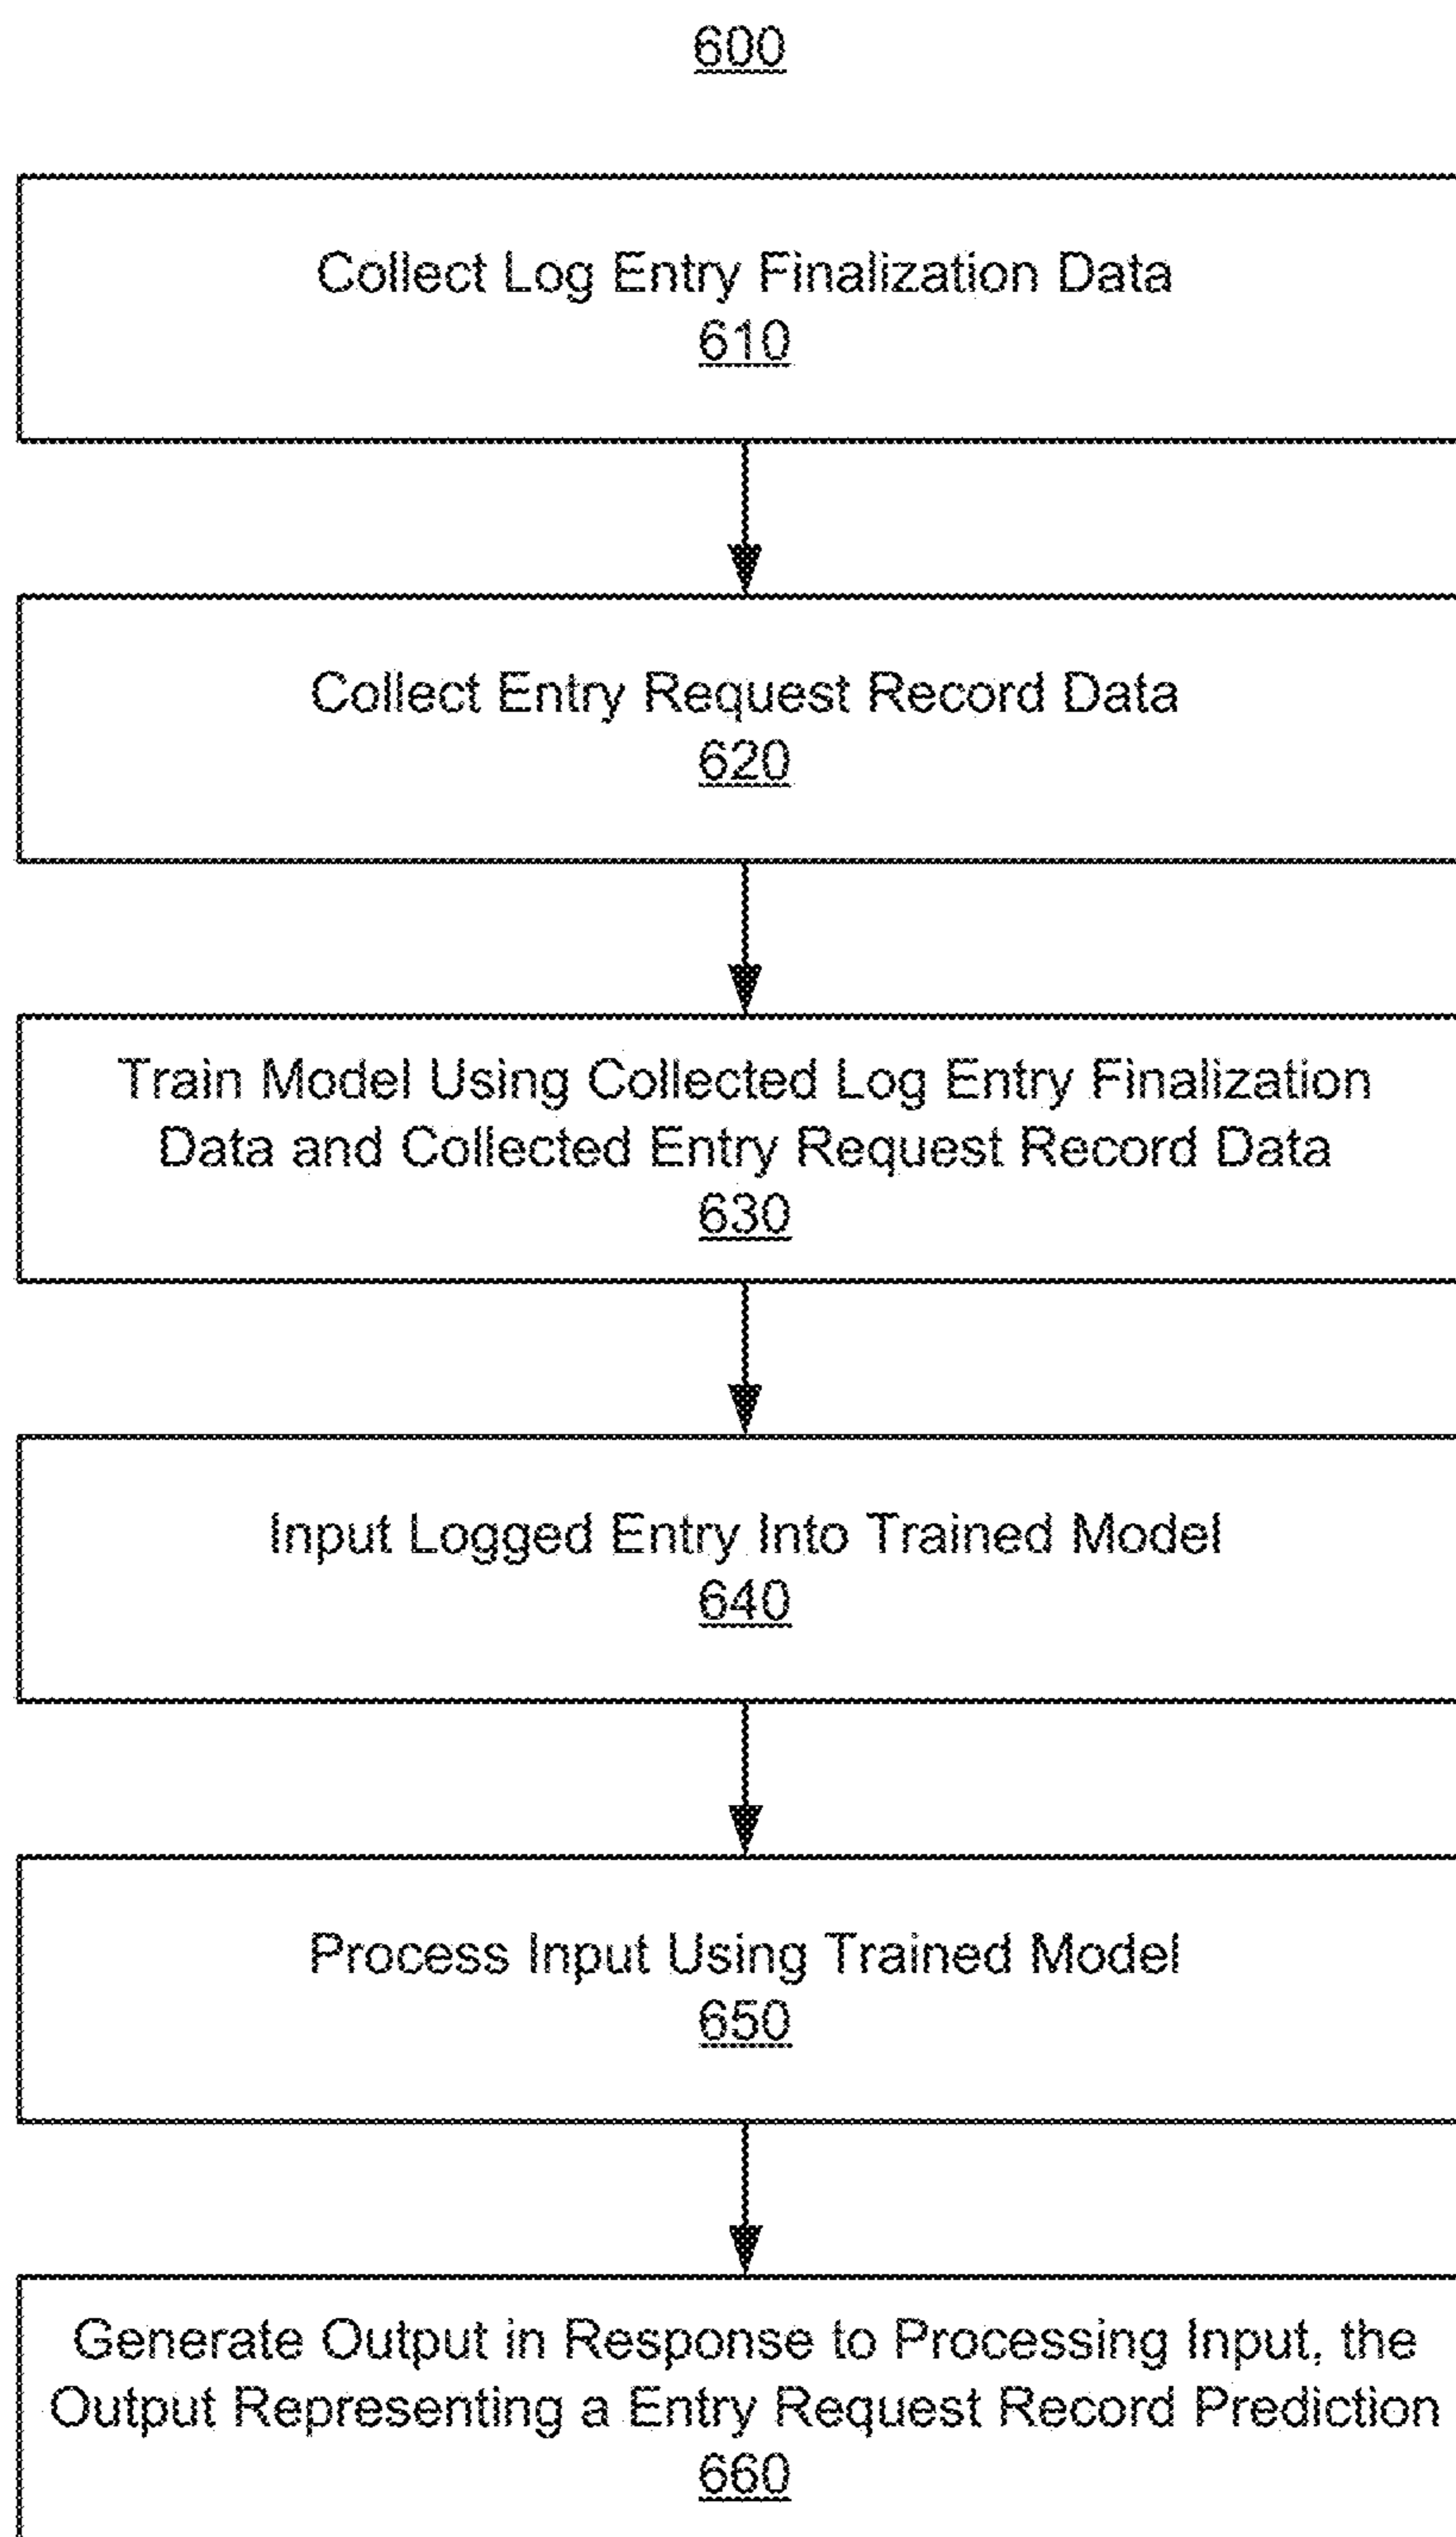 600
Collect Log Entry Finalization Data
610
Collect Entry Request Record Data
620
Train Model Using Collected Log Entry Finalization
Data and Collected Entry Request Record Data
630
Input Logged Entry Into Trained Model
640
Process Input Using Trained Model
650
Generate Output in Response to Processing Input, the
Output Representing a Entry Request Record Prediction
660